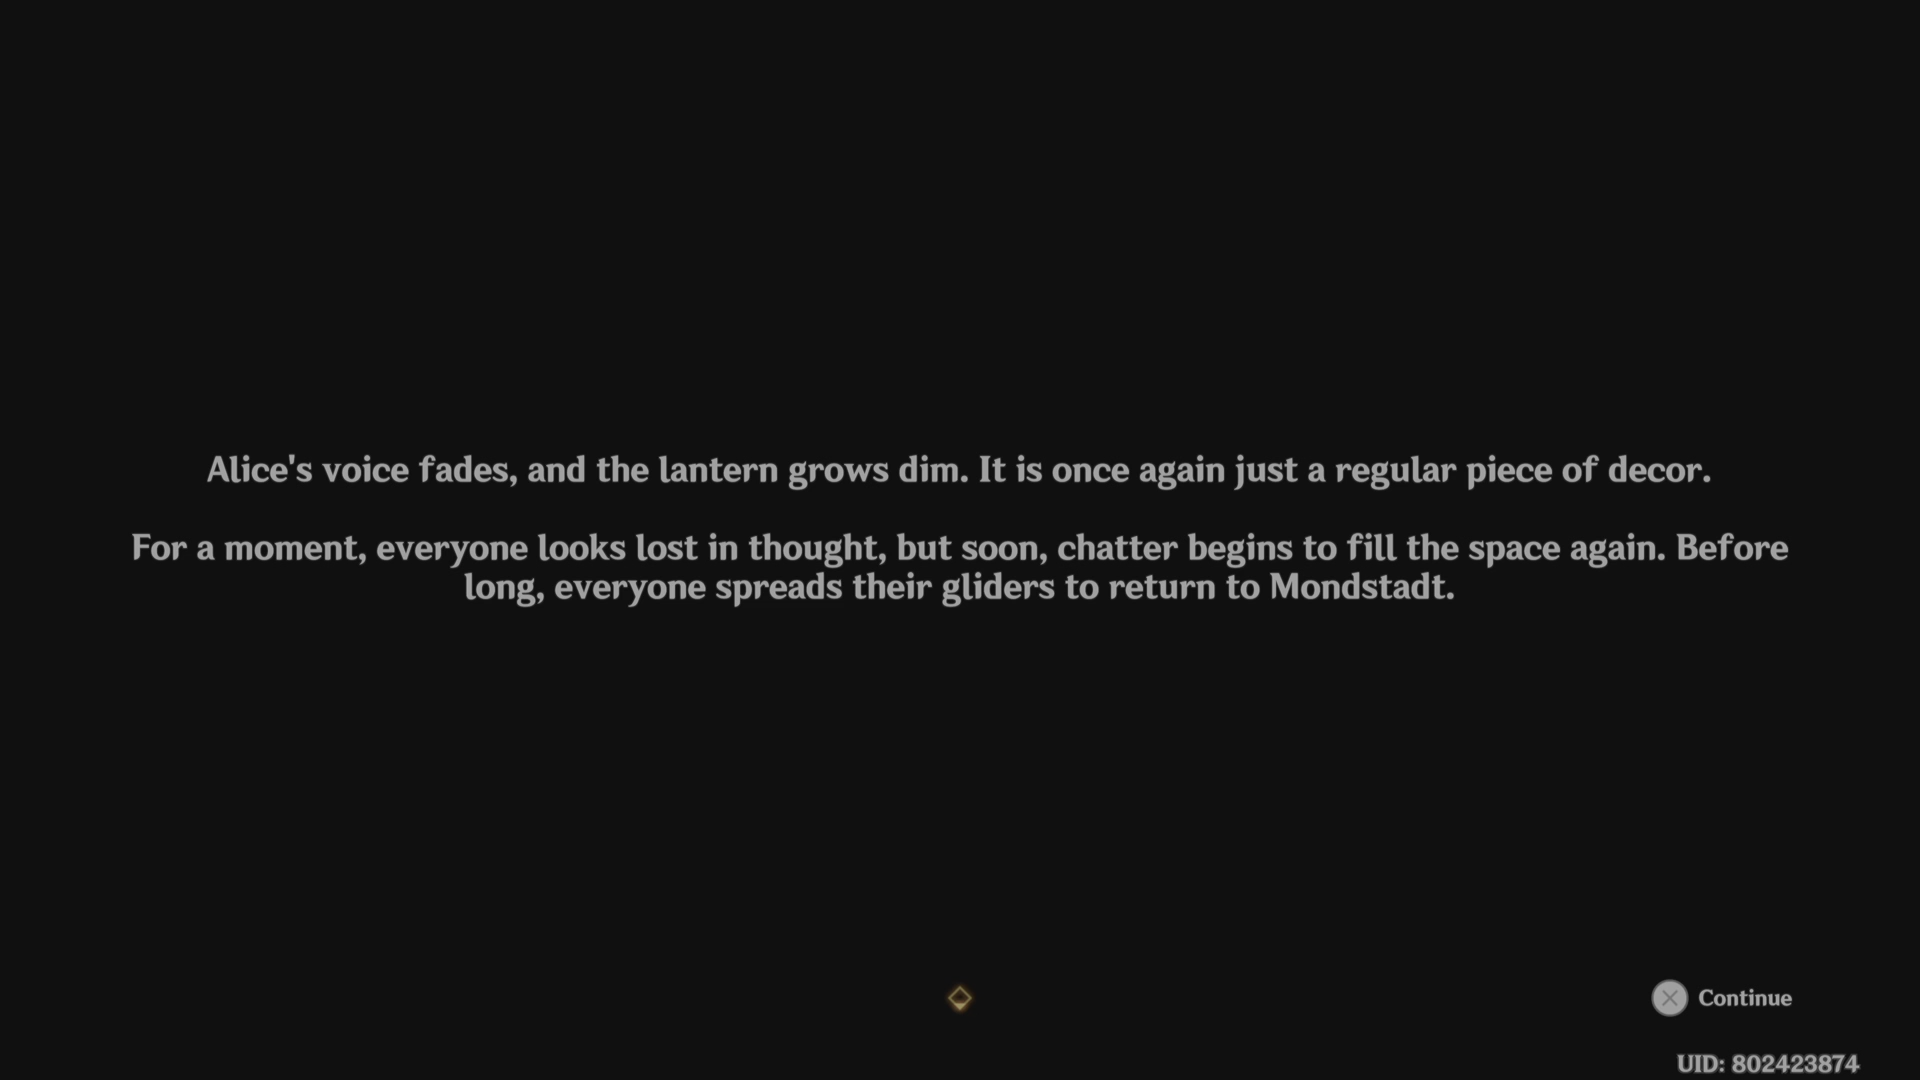 Alice's voice fades, and the lantern grows dim. It is once again just a regular piece of decor.
For a moment, everyone looks lost in thought, but soon, chatter begins to fill the space again. Before
long, everyone spreads their gliders to return to Mondstadt.
Continue
UID: 802423874